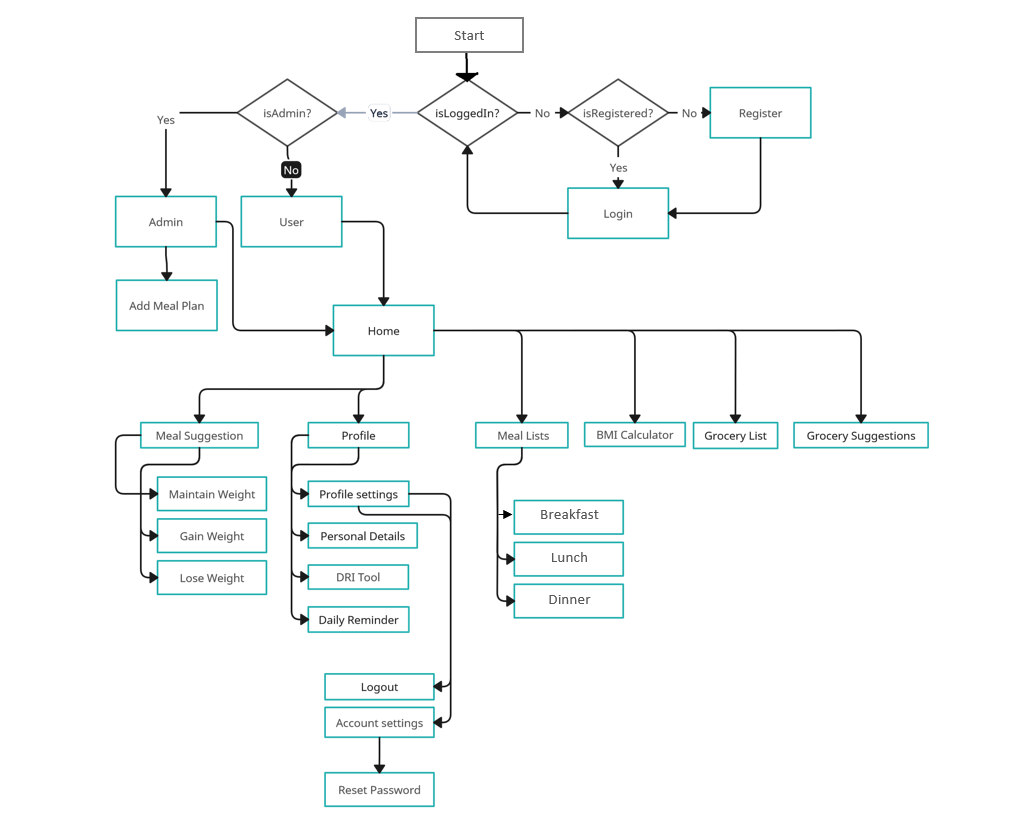 Start
isAdmin?
Yes
isLoggedIn?
No
isRegistered?
No
Register
Yes
No
Yes
Admin
User
Login
Add Meal Plan
Home
Meal Suggestion
Profile
Meal Lists
BMI Calculator
Grocery List
Grocery Suggestions
Maintain Weight
Profile settings
Breakfast
Gain Weight
Personal Details
Lunch
Lose Weight
DRI Tool
Dinner
Daily Reminder
Logout
Account settings
Reset Password